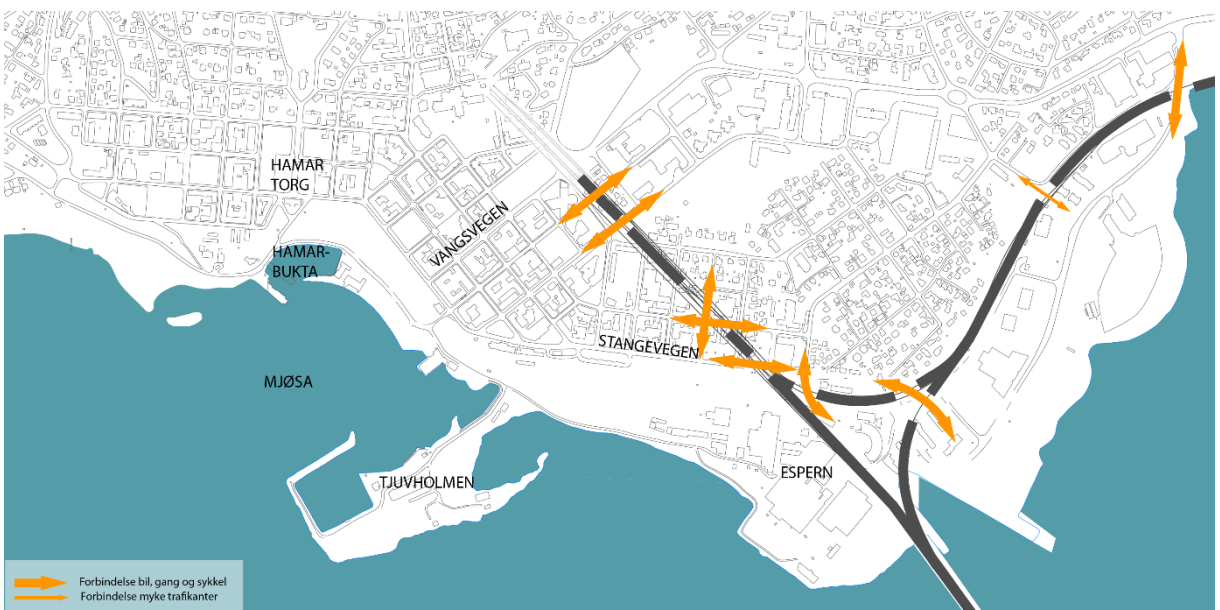 HAMAR
TORG
VANGSVEGEN
HAMAR-
BUKTA
STANGEVEGEN
MJØSA
TJUVHOLMEN
ESPERN
Forbindelse bil, gang og sykkel
Forbindelse myke trafikanter